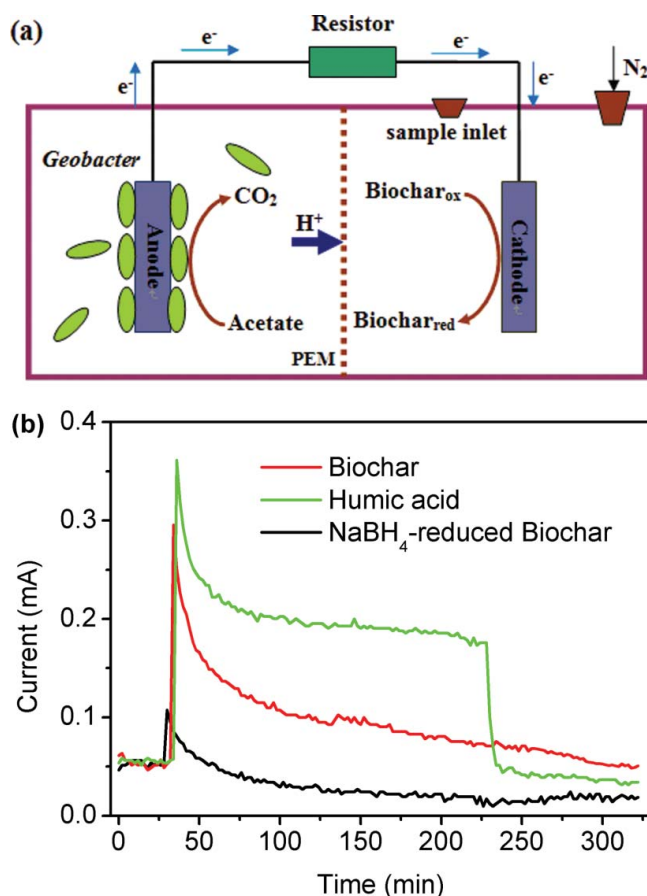 (a)
e-
Resistor
e-
e-
e-
N2
sample inlet
Geobacter
CO2
H+
Biocharox
Anode
Cathode
Acetate
Biocharred
PEM
(b)
0.4
0.3
0.2
0.1
0.0
Current (mA)
Biochar
Humic acid
NaBH4-reduced Biochar
0 50 100 150 200 250 300
Time (min)